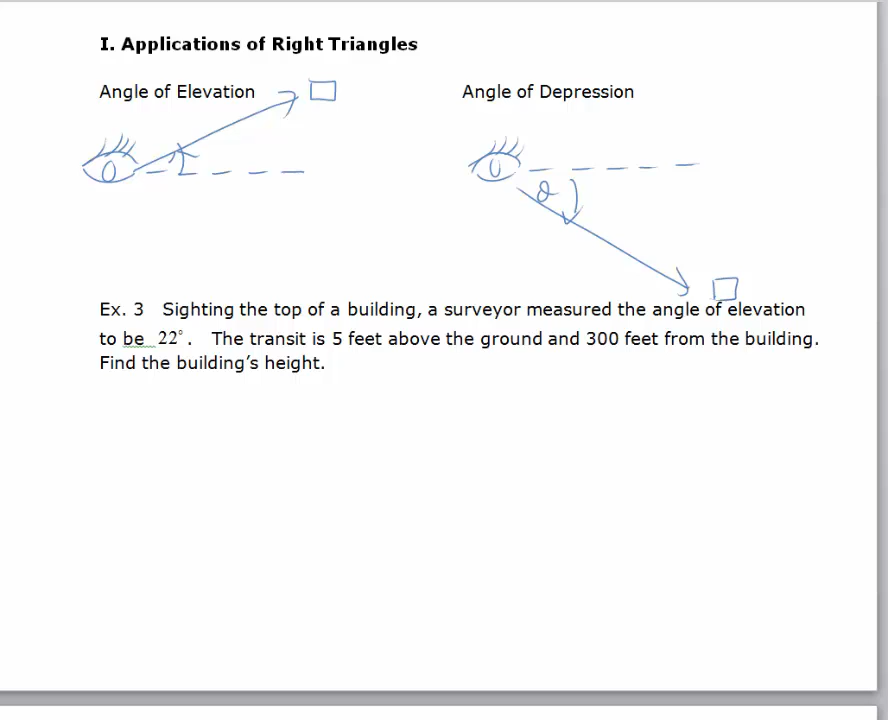 I. Applications of Right Triangles
Angle of Elevation
Angle of Depression
θ
Ex. 3 Sighting the top of a building, a surveyor measured the angle of elevation
to be 22°. The transit is 5 feet above the ground and 300 feet from the building.
Find the building's height.